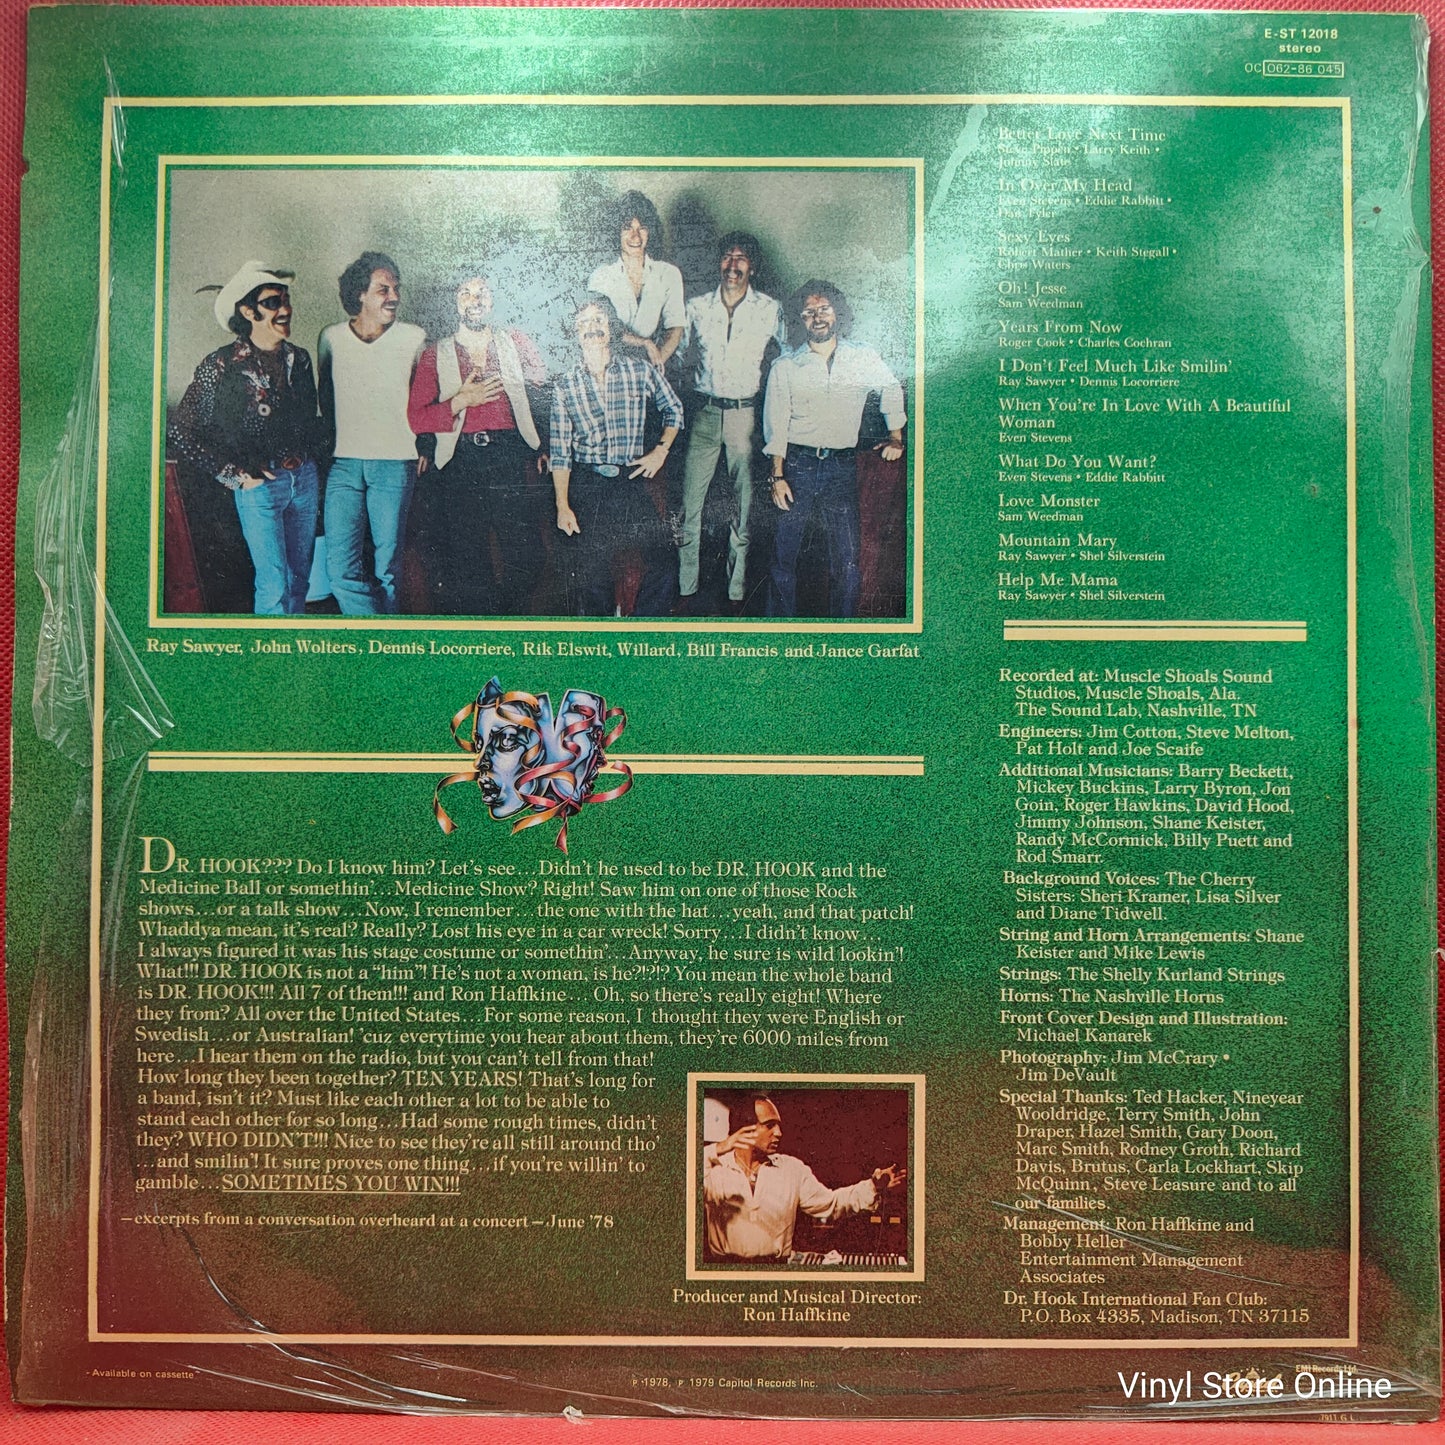 E-ST 12018
stereo
OC 062-86 045
Better Love Next Time
Steve Pippen • Larry Keith •
Johnny Slate
In Over My Head
Even Stevens • Eddie Rabbitt •
Dan Tyler
Sexy Eyes
Robert Mather • Keith Stegall •
Chris Waters
Oh! Jesse
Sam Weedman
Years From Now
Roger Cook • Charles Cochran
I Don't Feel Much Like Smilin'
Ray Sawyer • Dennis Locorriere
When You're In Love With A Beautiful
Woman
Even Stevens
What Do You Want?
Even Stevens • Eddie Rabbitt
Love Monster
Sam Weedman
Mountain Mary
Ray Sawyer • Shel Silverstein
Help Me Mama
Ray Sawyer • Shel Silverstein
Ray Sawyer, John Wolters, Dennis Locorriere, Rik Elswit, Willard, Bill Francis and Jance Garfat
DR. HOOK??? Do I know him? Let's see...Didn't he used to be DR. HOOK and the
Medicine Ball or somethin'...Medicine Show? Right! Saw him on one of those Rock
shows...or a talk show...Now, I remember...the one with the hat...yeah, and that patch!
Whaddya mean, it's real? Really? Lost his eye in a car wreck! Sorry...I didn't know...
I always figured it was his stage costume or somethin'...Anyway, he sure is wild lookin'!
What!!! DR. HOOK is not a "him"! He's not a woman, is he?!?!? You mean the whole band
is DR. HOOK!!! All 7 of them!!! and Ron Haffkine... Oh, so there's really eight! Where
they from? All over the United States...For some reason, I thought they were English or
Swedish...or Australian! 'cuz everytime you hear about them, they're 6000 miles from
here...I hear them on the radio, but you can't tell from that!
How long they been together? TEN YEARS! That's long for
a band, isn't it? Must like each other a lot to be able to
stand each other for so long...Had some rough times, didn't
they? WHO DIDN'T!!! Nice to see they're all still around tho'
...and smilin'! It sure proves one thing...if you're willin' to
gamble...SOMETIMES YOU WIN!!!
—excerpts from a conversation overheard at a concert—June '78
Producer and Musical Director:
Ron Haffkine
Recorded at: Muscle Shoals Sound
Studios, Muscle Shoals, Ala.
The Sound Lab, Nashville, TN
Engineers: Jim Cotton, Steve Melton,
Pat Holt and Joe Scaife
Additional Musicians: Barry Beckett,
Mickey Buckins, Larry Byrom, Jon
Goin, Roger Hawkins, David Hood,
Jimmy Johnson, Shane Keister,
Randy McCormick, Billy Puett and
Rod Smarr.
Background Voices: The Cherry
Sisters: Sheri Kramer, Lisa Silver
and Diane Tidwell.
String and Horn Arrangements: Shane
Keister and Mike Lewis
Strings: The Shelly Kurland Strings
Horns: The Nashville Horns
Front Cover Design and Illustration:
Michael Kanarek
Photography: Jim McCrary •
Jim DeVault
Special Thanks: Ted Hacker, Nineyear
Wooldridge, Terry Smith, John
Draper, Hazel Smith, Gary Doon,
Marc Smith, Rodney Groth, Richard
Davis, Brutus, Carla Lockhart, Skip
McQuinn, Steve Leasure and to all
our families.
Management: Ron Haffkine and
Bobby Heller
Entertainment Management
Associates
Dr. Hook International Fan Club:
P.O. Box 4335, Madison, TN 37115
- Available on cassette
℗ 1978, ℗ 1979 Capitol Records Inc.
Capitol
EMI Records Ltd.
Vinyl Store Online
7911 G L